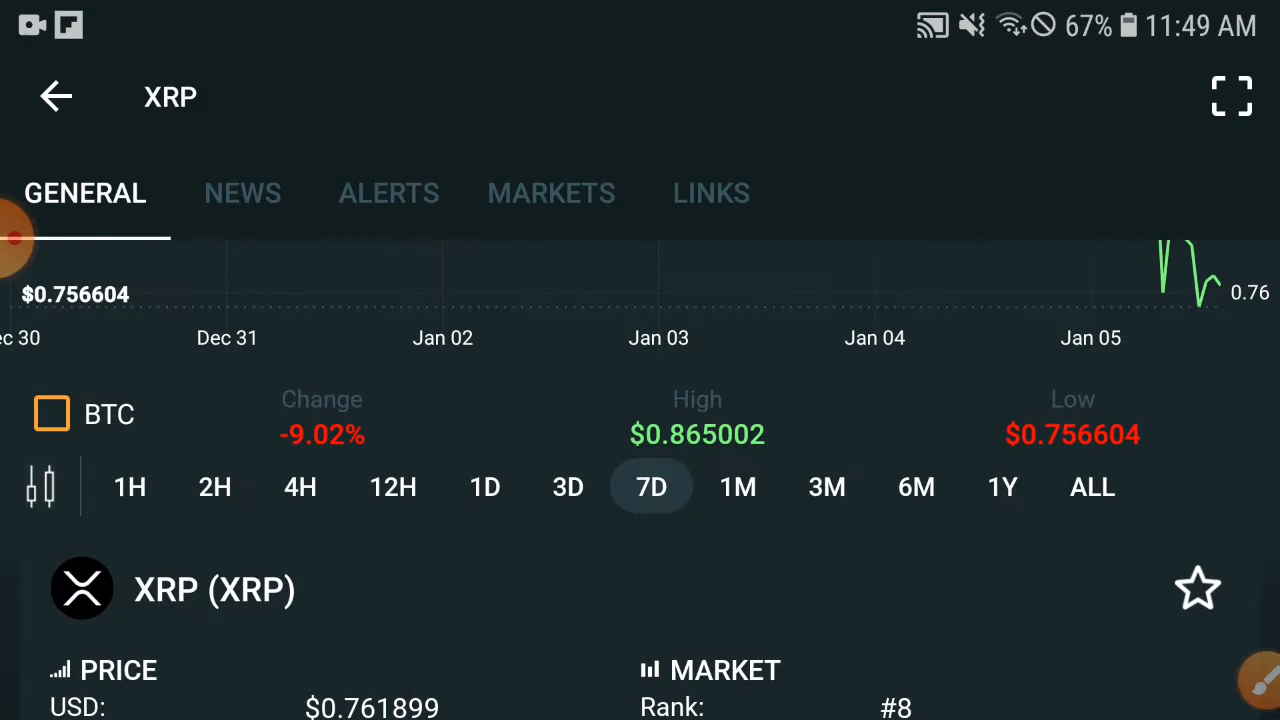 67% 11:49 AM
XRP
GENERAL NEWS ALERTS MARKETS LINKS
$0.756604 0.76
ec 30 Dec 31 Jan 02 Jan 03 Jan 04 Jan 05
BTC Change -9.02% High $0.865002 Low $0.756604
1H 2H 4H 12H 1D 3D 7D 1M 3M 6M 1Y ALL
XRP (XRP)
PRICE MARKET
USD: $0.761899 Rank: #8